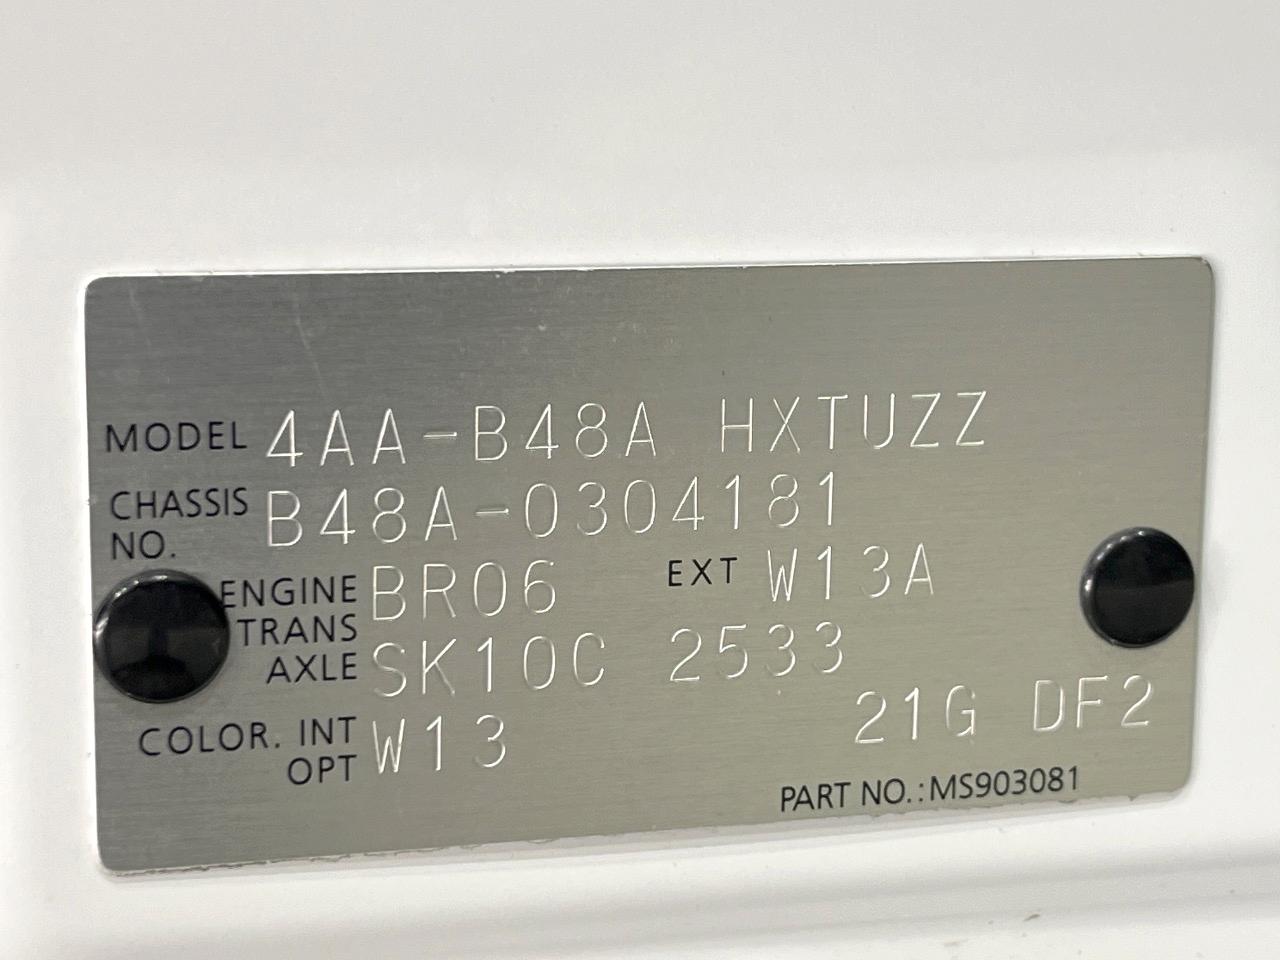 MODEL 4AA-B48A HXTUZZ
CHASSIS NO. B48A-0304181
ENGINE BR06 EXT W13A
TRANS AXLE SK10C 2533
21G DF2
COLOR. INT OPT W13
PART NO.:MS903081